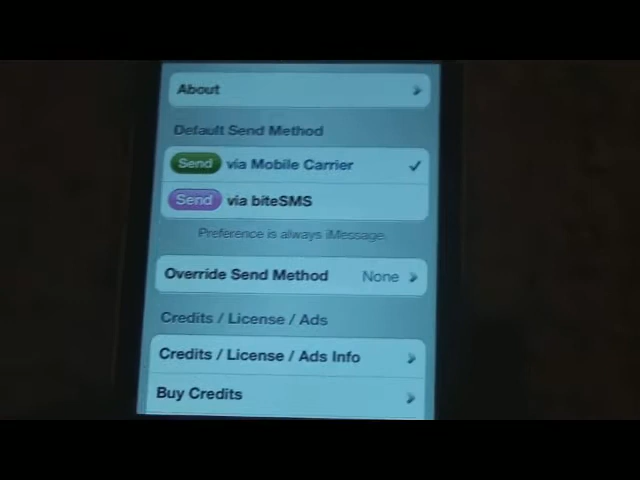 About
Default Send Method
Send via Mobile Carrier
Send via biteSMS
Preference is always iMessage.
Override Send Method None
Credits / License / Ads
Credits / License / Ads Info
Buy Credits